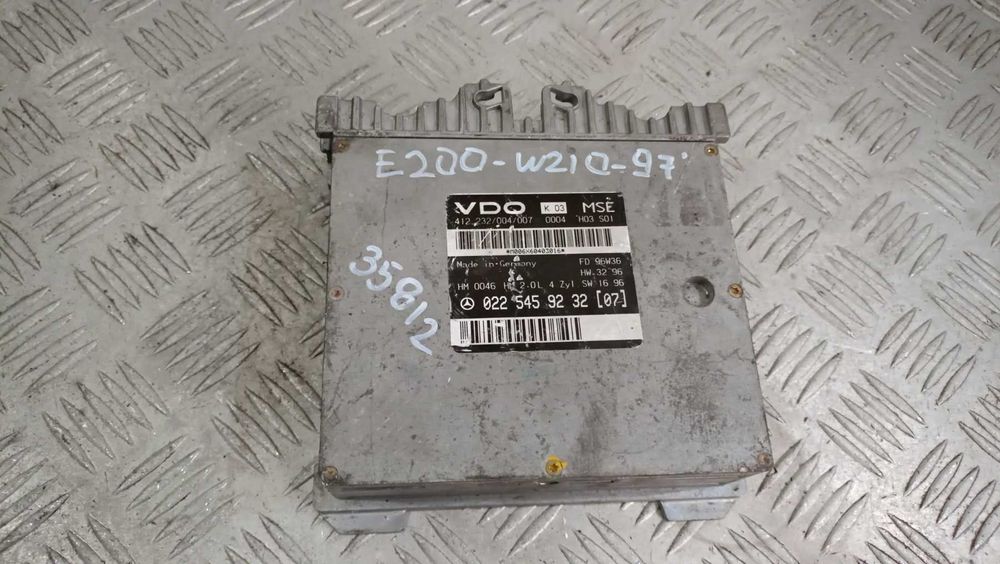 E200-W210-97'
VDO K 03 MSE
412.232/004/007 0004 H03 S01
*M006X60403016*
Made in Germany FD 96W36
HW.32 96
HM 0046 2.0L 4 Zyl SW 16 96
022 545 92 32 [07]
35812